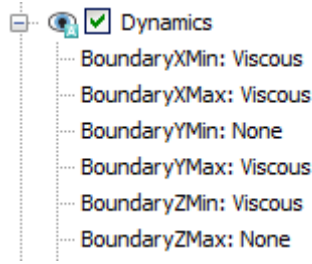 Dynamics
BoundaryXMin: Viscous
BoundaryXMax: Viscous
BoundaryYMin: None
BoundaryYMax: Viscous
BoundaryZMin: Viscous
BoundaryZMax: None